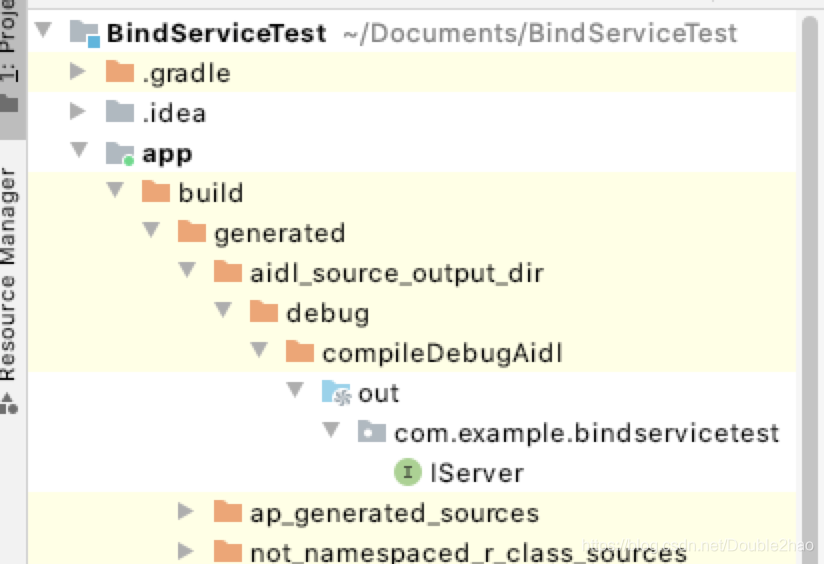 BindServiceTest ~/Documents/BindServiceTest
.gradle
.idea
app
build
generated
aidl_source_output_dir
debug
compileDebugAidl
out
com.example.bindservicetest
I IServer
ap_generated_sources
not_namespaced_r_class_sources
1: Proje
Resource Manager
https://blog.csdn.net/Double2hao